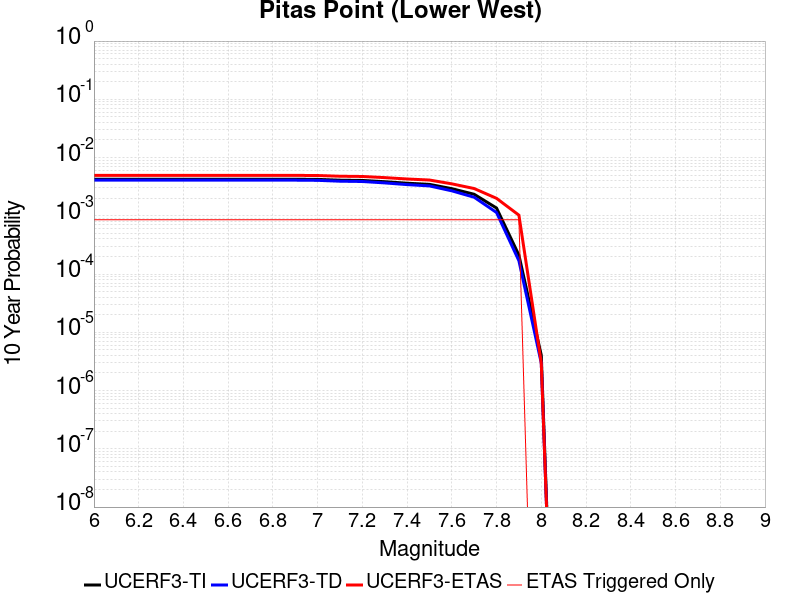 Pitas Point (Lower West)
10^0
10^-1
10^-2
10^-3
10^-4
10^-5
10^-6
10^-7
10^-8
10 Year Probability
6 6.2 6.4 6.6 6.8 7 7.2 7.4 7.6 7.8 8 8.2 8.4 8.6 8.8 9
Magnitude
UCERF3-TI UCERF3-TD UCERF3-ETAS ETAS Triggered Only